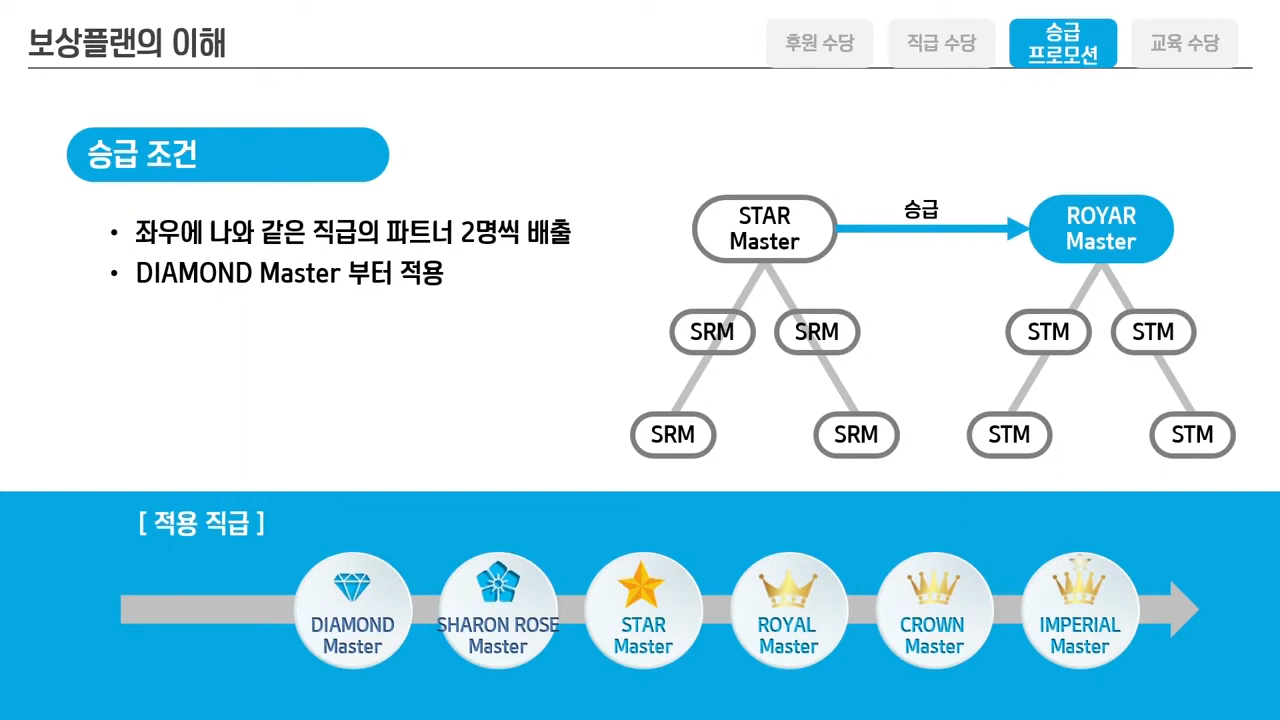 보상플랜의 이해
후원 수당
직급 수당
승급
프로모션
교육 수당
승급 조건
• 좌우에 나와 같은 직급의 파트너 2명씩 배출
• DIAMOND Master 부터 적용
STAR
Master
승급
ROYAR
Master
SRM
SRM
STM
STM
SRM
SRM
STM
STM
[ 적용 직급 ]
DIAMOND
Master
SHARON ROSE
Master
STAR
Master
ROYAL
Master
CROWN
Master
IMPERIAL
Master